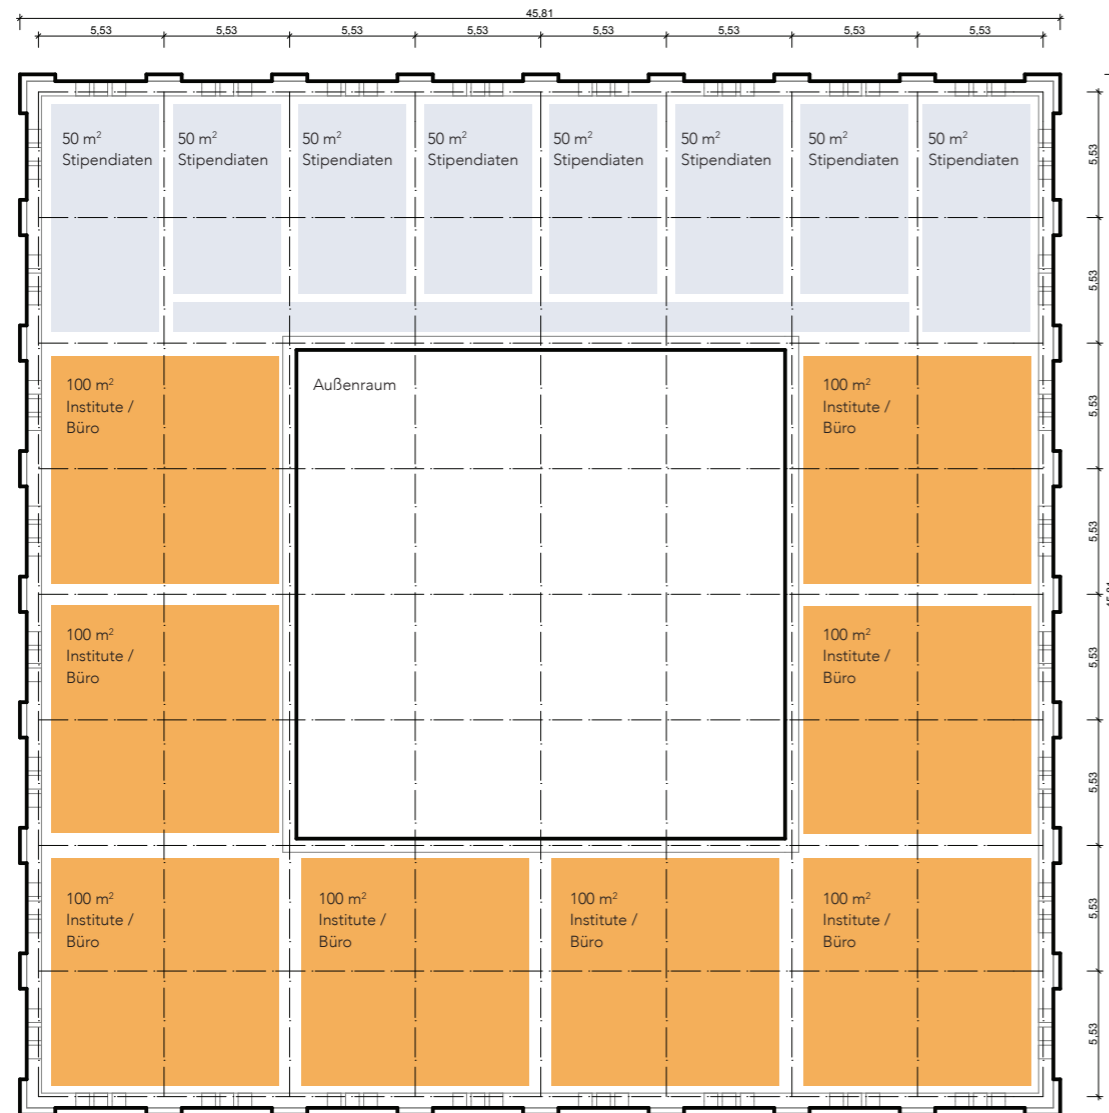 45,81
5,53 5,53 5,53 5,53 5,53 5,53 5,53 5,53
50 m² 50 m² 50 m² 50 m² 50 m² 50 m² 50 m² 50 m²
Stipendiaten Stipendiaten Stipendiaten Stipendiaten Stipendiaten Stipendiaten Stipendiaten Stipendiaten
5,53
5,53
100 m²
Institute /
Büro
Außenraum
100 m²
Institute /
Büro
5,53
5,53
100 m²
Institute /
Büro
100 m²
Institute /
Büro
5,53
5,53
100 m²
Institute /
Büro
100 m²
Institute /
Büro
100 m²
Institute /
Büro
100 m²
Institute /
Büro
5,53
5,53